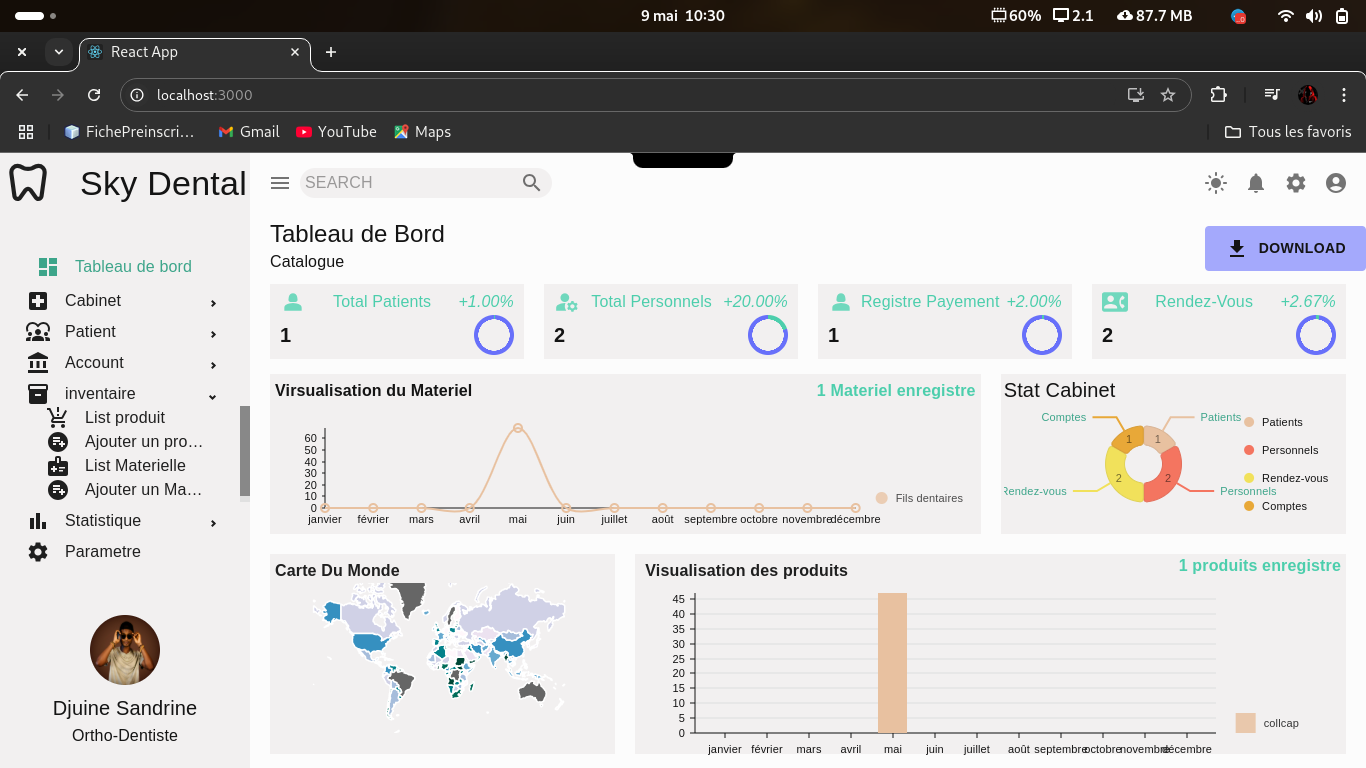 9 mai 10:30
60% 2.1 87.7 MB
React App
localhost:3000
FichePreinscri… Gmail YouTube Maps Tous les favoris
Sky Dental
SEARCH
Tableau de Bord
Catalogue
DOWNLOAD
Tableau de bord
Cabinet
Patient
Account
inventaire
List produit
Ajouter un pro…
List Materielle
Ajouter un Ma…
Statistique
Parametre
Djuine Sandrine
Ortho-Dentiste
Total Patients +1.00%
1
Total Personnels +20.00%
2
Registre Payement +2.00%
1
Rendez-Vous +2.67%
2
Virsualisation du Materiel
1 Materiel enregistre
60
50
40
30
20
10
0
janvier février mars avril mai juin juillet août septembre octobre novembre décembre
Fils dentaires
Stat Cabinet
Comptes Patients
1 1
2 2
Rendez-vous Personnels
Patients
Personnels
Rendez-vous
Comptes
Carte Du Monde
Visualisation des produits
1 produits enregistre
45
40
35
30
25
20
15
10
5
0
janvier février mars avril mai juin juillet août septembre octobre novembre décembre
collcap